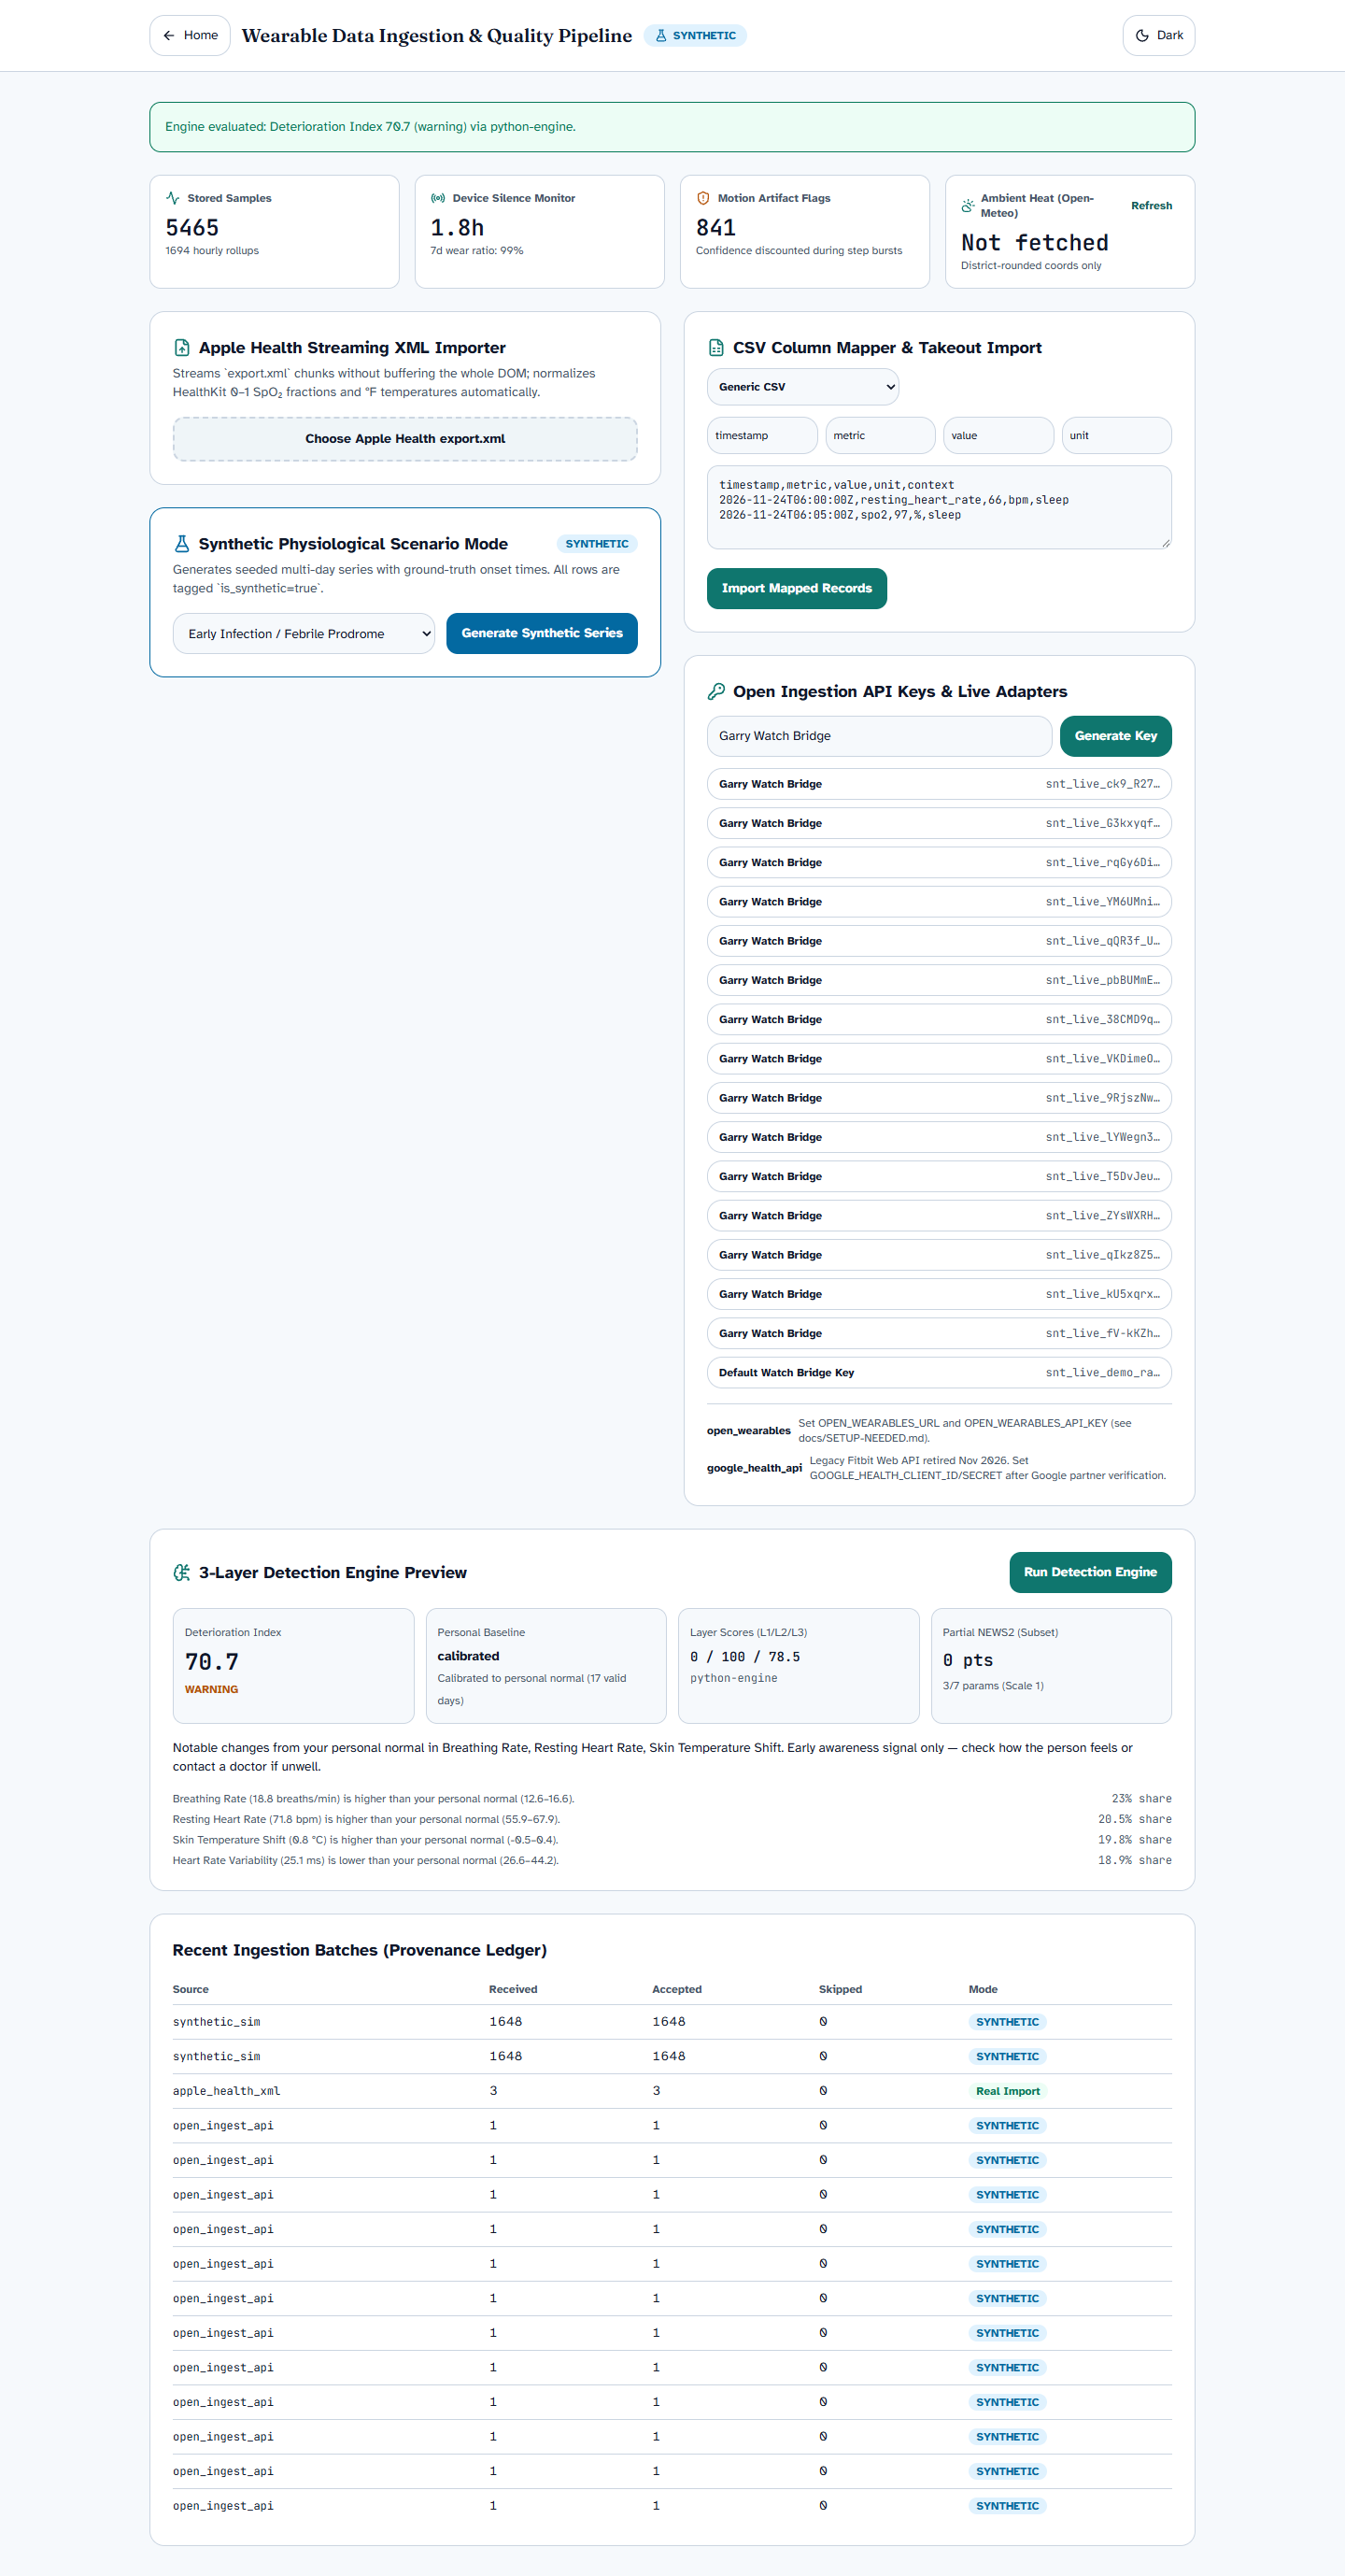 Home
Wearable Data Ingestion & Quality Pipeline
SYNTHETIC
Dark
Engine evaluated: Deterioration Index 70.7 (warning) via python-engine.
Stored Samples
5465
1694 hourly rollups
Device Silence Monitor
1.8h
7d wear ratio: 99%
Motion Artifact Flags
841
Confidence discounted during step bursts
Ambient Heat (Open-
Meteo)
Refresh
Not fetched
District-rounded coords only
Apple Health Streaming XML Importer
Streams `export.xml` chunks without buffering the whole DOM; normalizes
HealthKit 0–1 SpO₂ fractions and °F temperatures automatically.
Choose Apple Health export.xml
Synthetic Physiological Scenario Mode
SYNTHETIC
Generates seeded multi-day series with ground-truth onset times. All rows are
tagged `is_synthetic=true`.
Early Infection / Febrile Prodrome
Generate Synthetic Series
CSV Column Mapper & Takeout Import
Generic CSV
timestamp
metric
value
unit
timestamp,metric,value,unit,context
2026-11-24T06:00:00Z,resting_heart_rate,66,bpm,sleep
2026-11-24T06:05:00Z,spo2,97,%,sleep
Import Mapped Records
Open Ingestion API Keys & Live Adapters
Garry Watch Bridge
Generate Key
Garry Watch Bridge snt_live_ck9_R27…
Garry Watch Bridge snt_live_G3kxyqf…
Garry Watch Bridge snt_live_rqGy6Di…
Garry Watch Bridge snt_live_YM6UMni…
Garry Watch Bridge snt_live_qQR3f_U…
Garry Watch Bridge snt_live_pbBUMmE…
Garry Watch Bridge snt_live_38CMD9q…
Garry Watch Bridge snt_live_VKDimeO…
Garry Watch Bridge snt_live_9RjszNw…
Garry Watch Bridge snt_live_lYWegn3…
Garry Watch Bridge snt_live_T5DvJeu…
Garry Watch Bridge snt_live_ZYsWXRH…
Garry Watch Bridge snt_live_qIkz8Z5…
Garry Watch Bridge snt_live_kU5xqrx…
Garry Watch Bridge snt_live_fV-kKZh…
Default Watch Bridge Key snt_live_demo_ra…
open_wearables
Set OPEN_WEARABLES_URL and OPEN_WEARABLES_API_KEY (see
docs/SETUP-NEEDED.md).
google_health_api
Legacy Fitbit Web API retired Nov 2026. Set
GOOGLE_HEALTH_CLIENT_ID/SECRET after Google partner verification.
3-Layer Detection Engine Preview
Run Detection Engine
Deterioration Index
70.7
WARNING
Personal Baseline
calibrated
Calibrated to personal normal (17 valid
days)
Layer Scores (L1/L2/L3)
0 / 100 / 78.5
python-engine
Partial NEWS2 (Subset)
0 pts
3/7 params (Scale 1)
Notable changes from your personal normal in Breathing Rate, Resting Heart Rate, Skin Temperature Shift. Early awareness signal only — check how the person feels or
contact a doctor if unwell.
Breathing Rate (18.8 breaths/min) is higher than your personal normal (12.6–16.6). 23% share
Resting Heart Rate (71.8 bpm) is higher than your personal normal (55.9–67.9). 20.5% share
Skin Temperature Shift (0.8 °C) is higher than your personal normal (-0.5–0.4). 19.8% share
Heart Rate Variability (25.1 ms) is lower than your personal normal (26.6–44.2). 18.9% share
Recent Ingestion Batches (Provenance Ledger)
Source Received Accepted Skipped Mode
synthetic_sim 1648 1648 0 SYNTHETIC
synthetic_sim 1648 1648 0 SYNTHETIC
apple_health_xml 3 3 0 Real Import
open_ingest_api 1 1 0 SYNTHETIC
open_ingest_api 1 1 0 SYNTHETIC
open_ingest_api 1 1 0 SYNTHETIC
open_ingest_api 1 1 0 SYNTHETIC
open_ingest_api 1 1 0 SYNTHETIC
open_ingest_api 1 1 0 SYNTHETIC
open_ingest_api 1 1 0 SYNTHETIC
open_ingest_api 1 1 0 SYNTHETIC
open_ingest_api 1 1 0 SYNTHETIC
open_ingest_api 1 1 0 SYNTHETIC
open_ingest_api 1 1 0 SYNTHETIC
open_ingest_api 1 1 0 SYNTHETIC